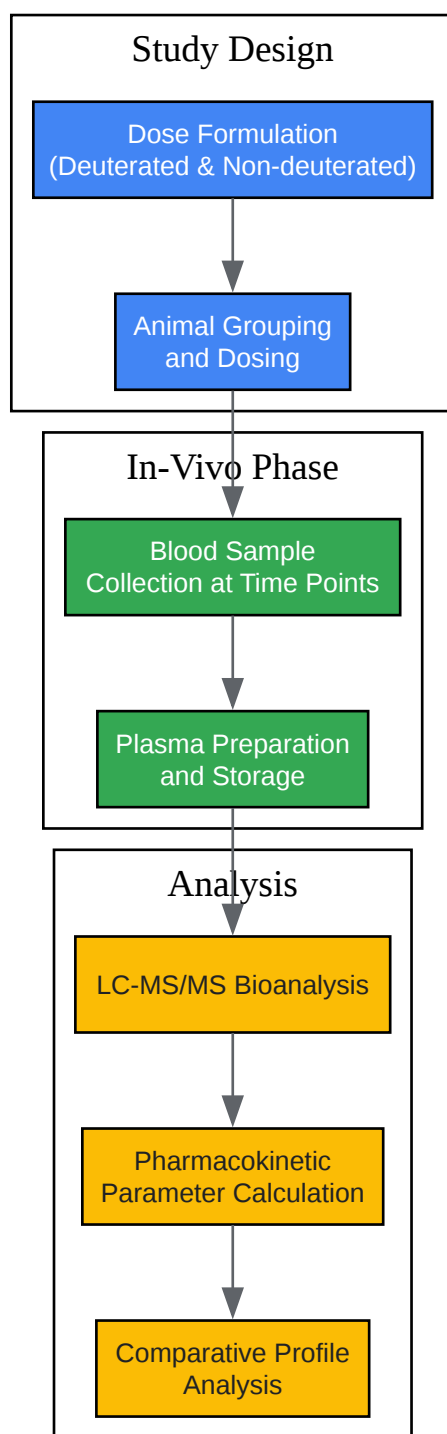 Study Design
Dose Formulation
(Deuterated & Non-deuterated)
Animal Grouping
and Dosing
In-Vivo Phase
Blood Sample
Collection at Time Points
Plasma Preparation
and Storage
Analysis
LC-MS/MS Bioanalysis
Pharmacokinetic
Parameter Calculation
Comparative Profile
Analysis